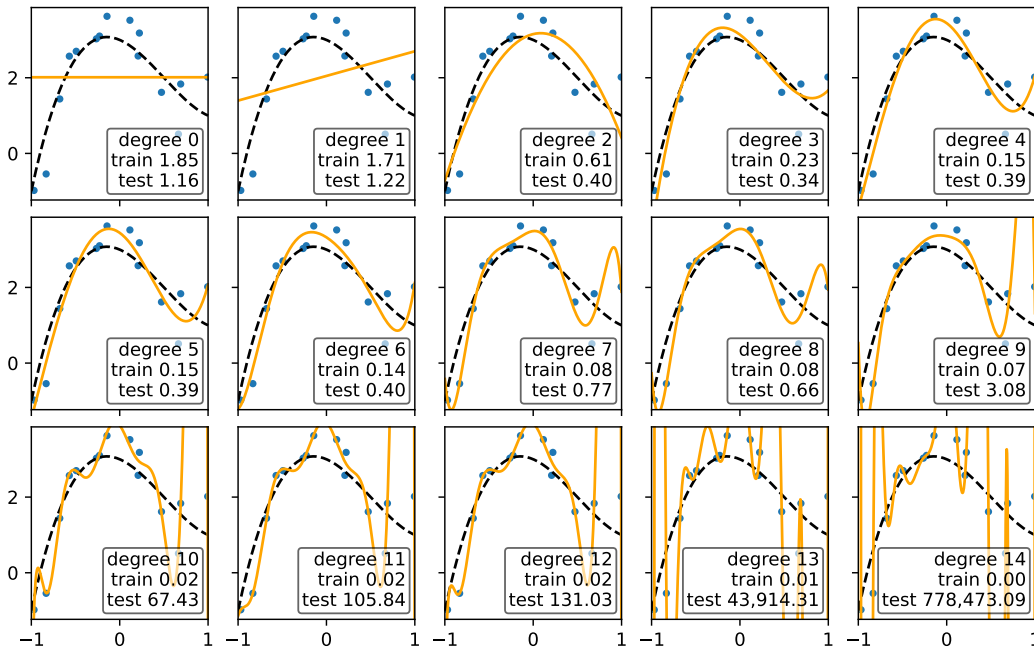 2
0
degree 0
train 1.85
test 1.16
degree 1
train 1.71
test 1.22
degree 2
train 0.61
test 0.40
degree 3
train 0.23
test 0.34
degree 4
train 0.15
test 0.39
2
0
degree 5
train 0.15
test 0.39
degree 6
train 0.14
test 0.40
degree 7
train 0.08
test 0.77
degree 8
train 0.08
test 0.66
degree 9
train 0.07
test 3.08
2
0
degree 10
train 0.02
test 67.43
degree 11
train 0.02
test 105.84
degree 12
train 0.02
test 131.03
degree 13
train 0.01
test 43,914.31
degree 14
train 0.00
test 778,473.09
−1 0 1
−1 0 1
−1 0 1
−1 0 1
−1 0 1